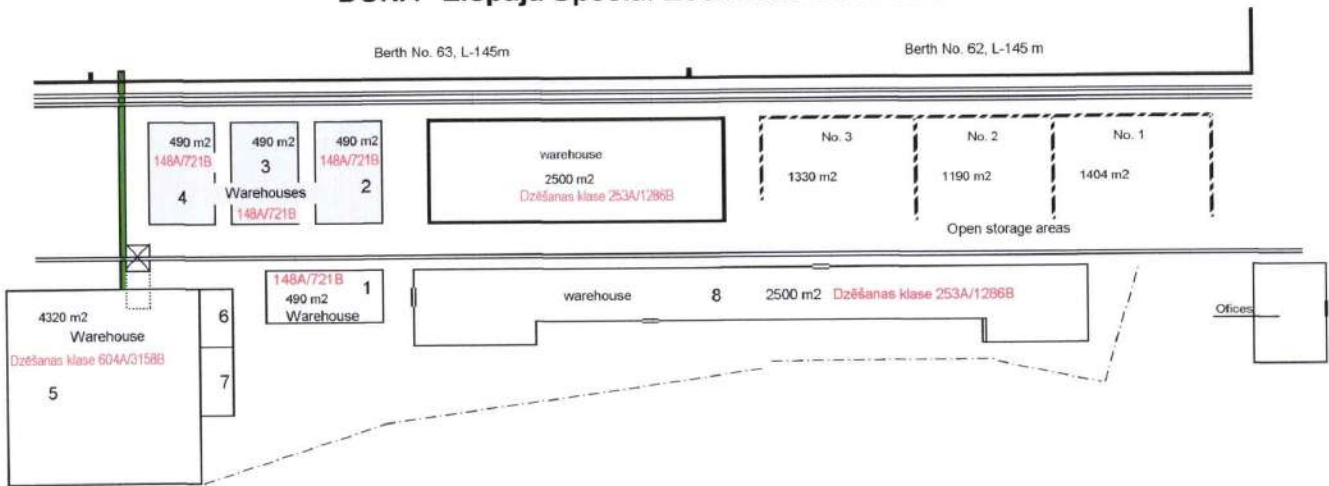 Berth No. 63, L-145m
Berth No. 62, L-145 m
490 m2
148A/721B
4
490 m2
3
Warehouses
148A/721B
490 m2
148A/721B
2
warehouse
2500 m2
Dzēšanas klase 253A/1286B
No. 3
1330 m2
No. 2
1190 m2
No. 1
1404 m2
Open storage areas
4320 m2
Warehouse
Dzēšanas klase 604A/3158B
5
6
7
148A/721B
1
490 m2
Warehouse
warehouse 8 2500 m2 Dzēšanas klase 253A/1286B
Ofices